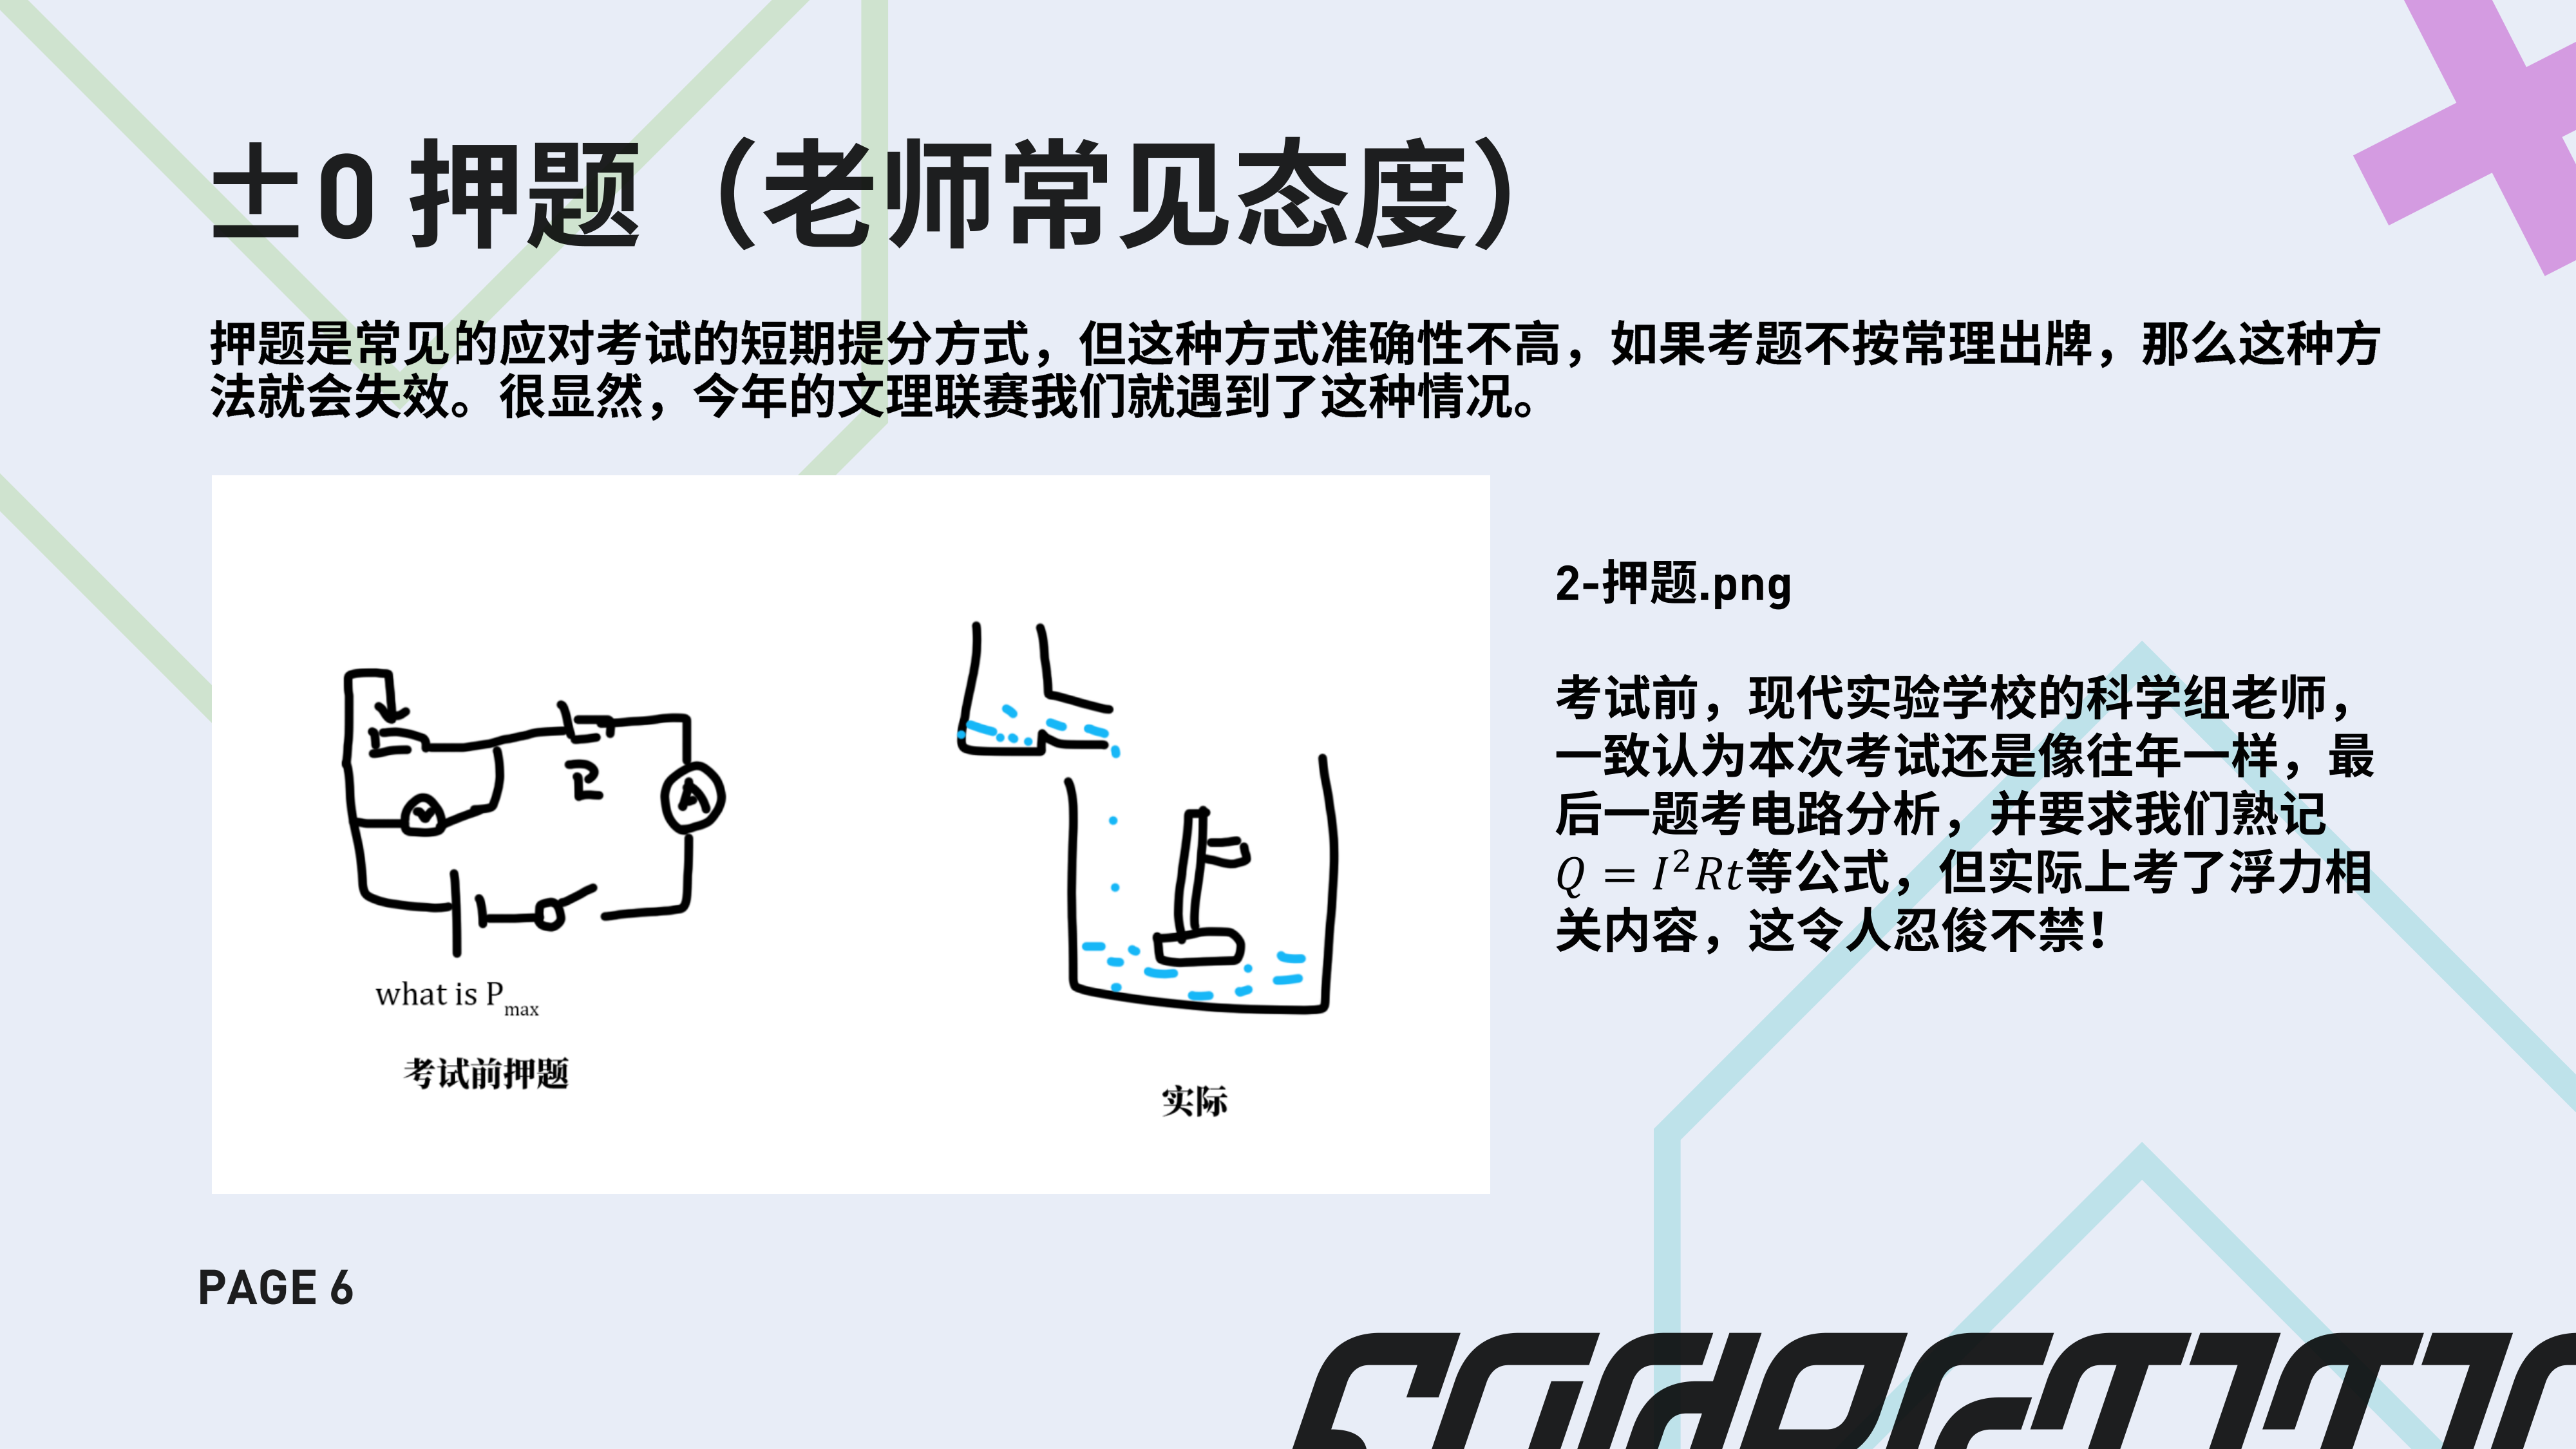 ±0 押题（老师常见态度）
押题是常见的应对考试的短期提分方式，但这种方式准确性不高，如果考题不按常理出牌，那么这种方
法就会失效。很显然，今年的文理联赛我们就遇到了这种情况。
2-押题.png
考试前，现代实验学校的科学组老师，
一致认为本次考试还是像往年一样，最
后一题考电路分析，并要求我们熟记
Q = I²Rt等公式，但实际上考了浮力相
关内容，这令人忍俊不禁！
R
A
V
what is Pmax
考试前押题
实际
PAGE 6